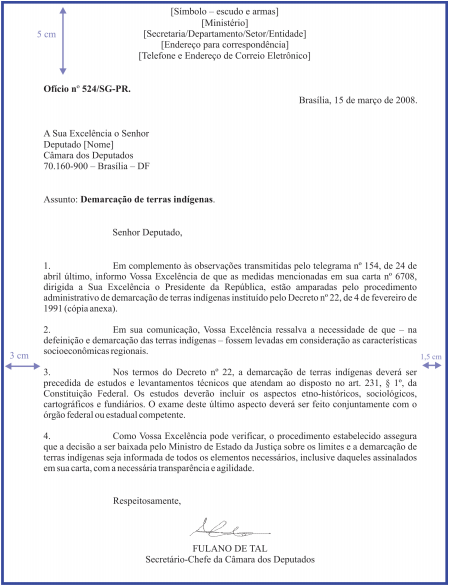 [Símbolo – escudo e armas]
[Ministério]
5 cm
[Secretaria/Departamento/Setor/Entidade]
[Endereço para correspondência]
[Telefone e Endereço de Correio Eletrônico]
Ofício nº 524/SG-PR.
Brasília, 15 de março de 2008.
A Sua Excelência o Senhor
Deputado [Nome]
Câmara dos Deputados
70.160-900 – Brasília – DF
Assunto: Demarcação de terras indígenas.
Senhor Deputado,
1. Em complemento às observações transmitidas pelo telegrama nº 154, de 24 de
abril último, informo Vossa Excelência de que as medidas mencionadas em sua carta nº 6708,
dirigida a Sua Excelência o Presidente da República, estão amparadas pelo procedimento
administrativo de demarcação de terras indígenas instituído pelo Decreto nº 22, de 4 de fevereiro de
1991 (cópia anexa).
2. Em sua comunicação, Vossa Excelência ressalva a necessidade de que – na
defeinição e demarcação das terras indígenas – fossem levadas em consideração as características
socioeconômicas regionais.
3 cm
1,5 cm
3. Nos termos do Decreto nº 22, a demarcação de terras indígenas deverá ser
precedida de estudos e levantamentos técnicos que atendam ao disposto no art. 231, § 1º, da
Constituição Federal. Os estudos deverão incluir os aspectos etno-históricos, sociológicos,
cartográficos e fundiários. O exame deste último aspecto deverá ser feito conjuntamente com o
órgão federal ou estadual competente.
4. Como Vossa Excelência pode verificar, o procedimento estabelecido assegura
que a decisão a ser baixada pelo Ministro de Estado da Justiça sobre os limites e a demarcação de
terras indígenas seja informada de todos os elementos necessários, inclusive daqueles assinalados
em sua carta, com a necessária transparência e agilidade.
Respeitosamente,
FULANO DE TAL
Secretário-Chefe da Câmara dos Deputados